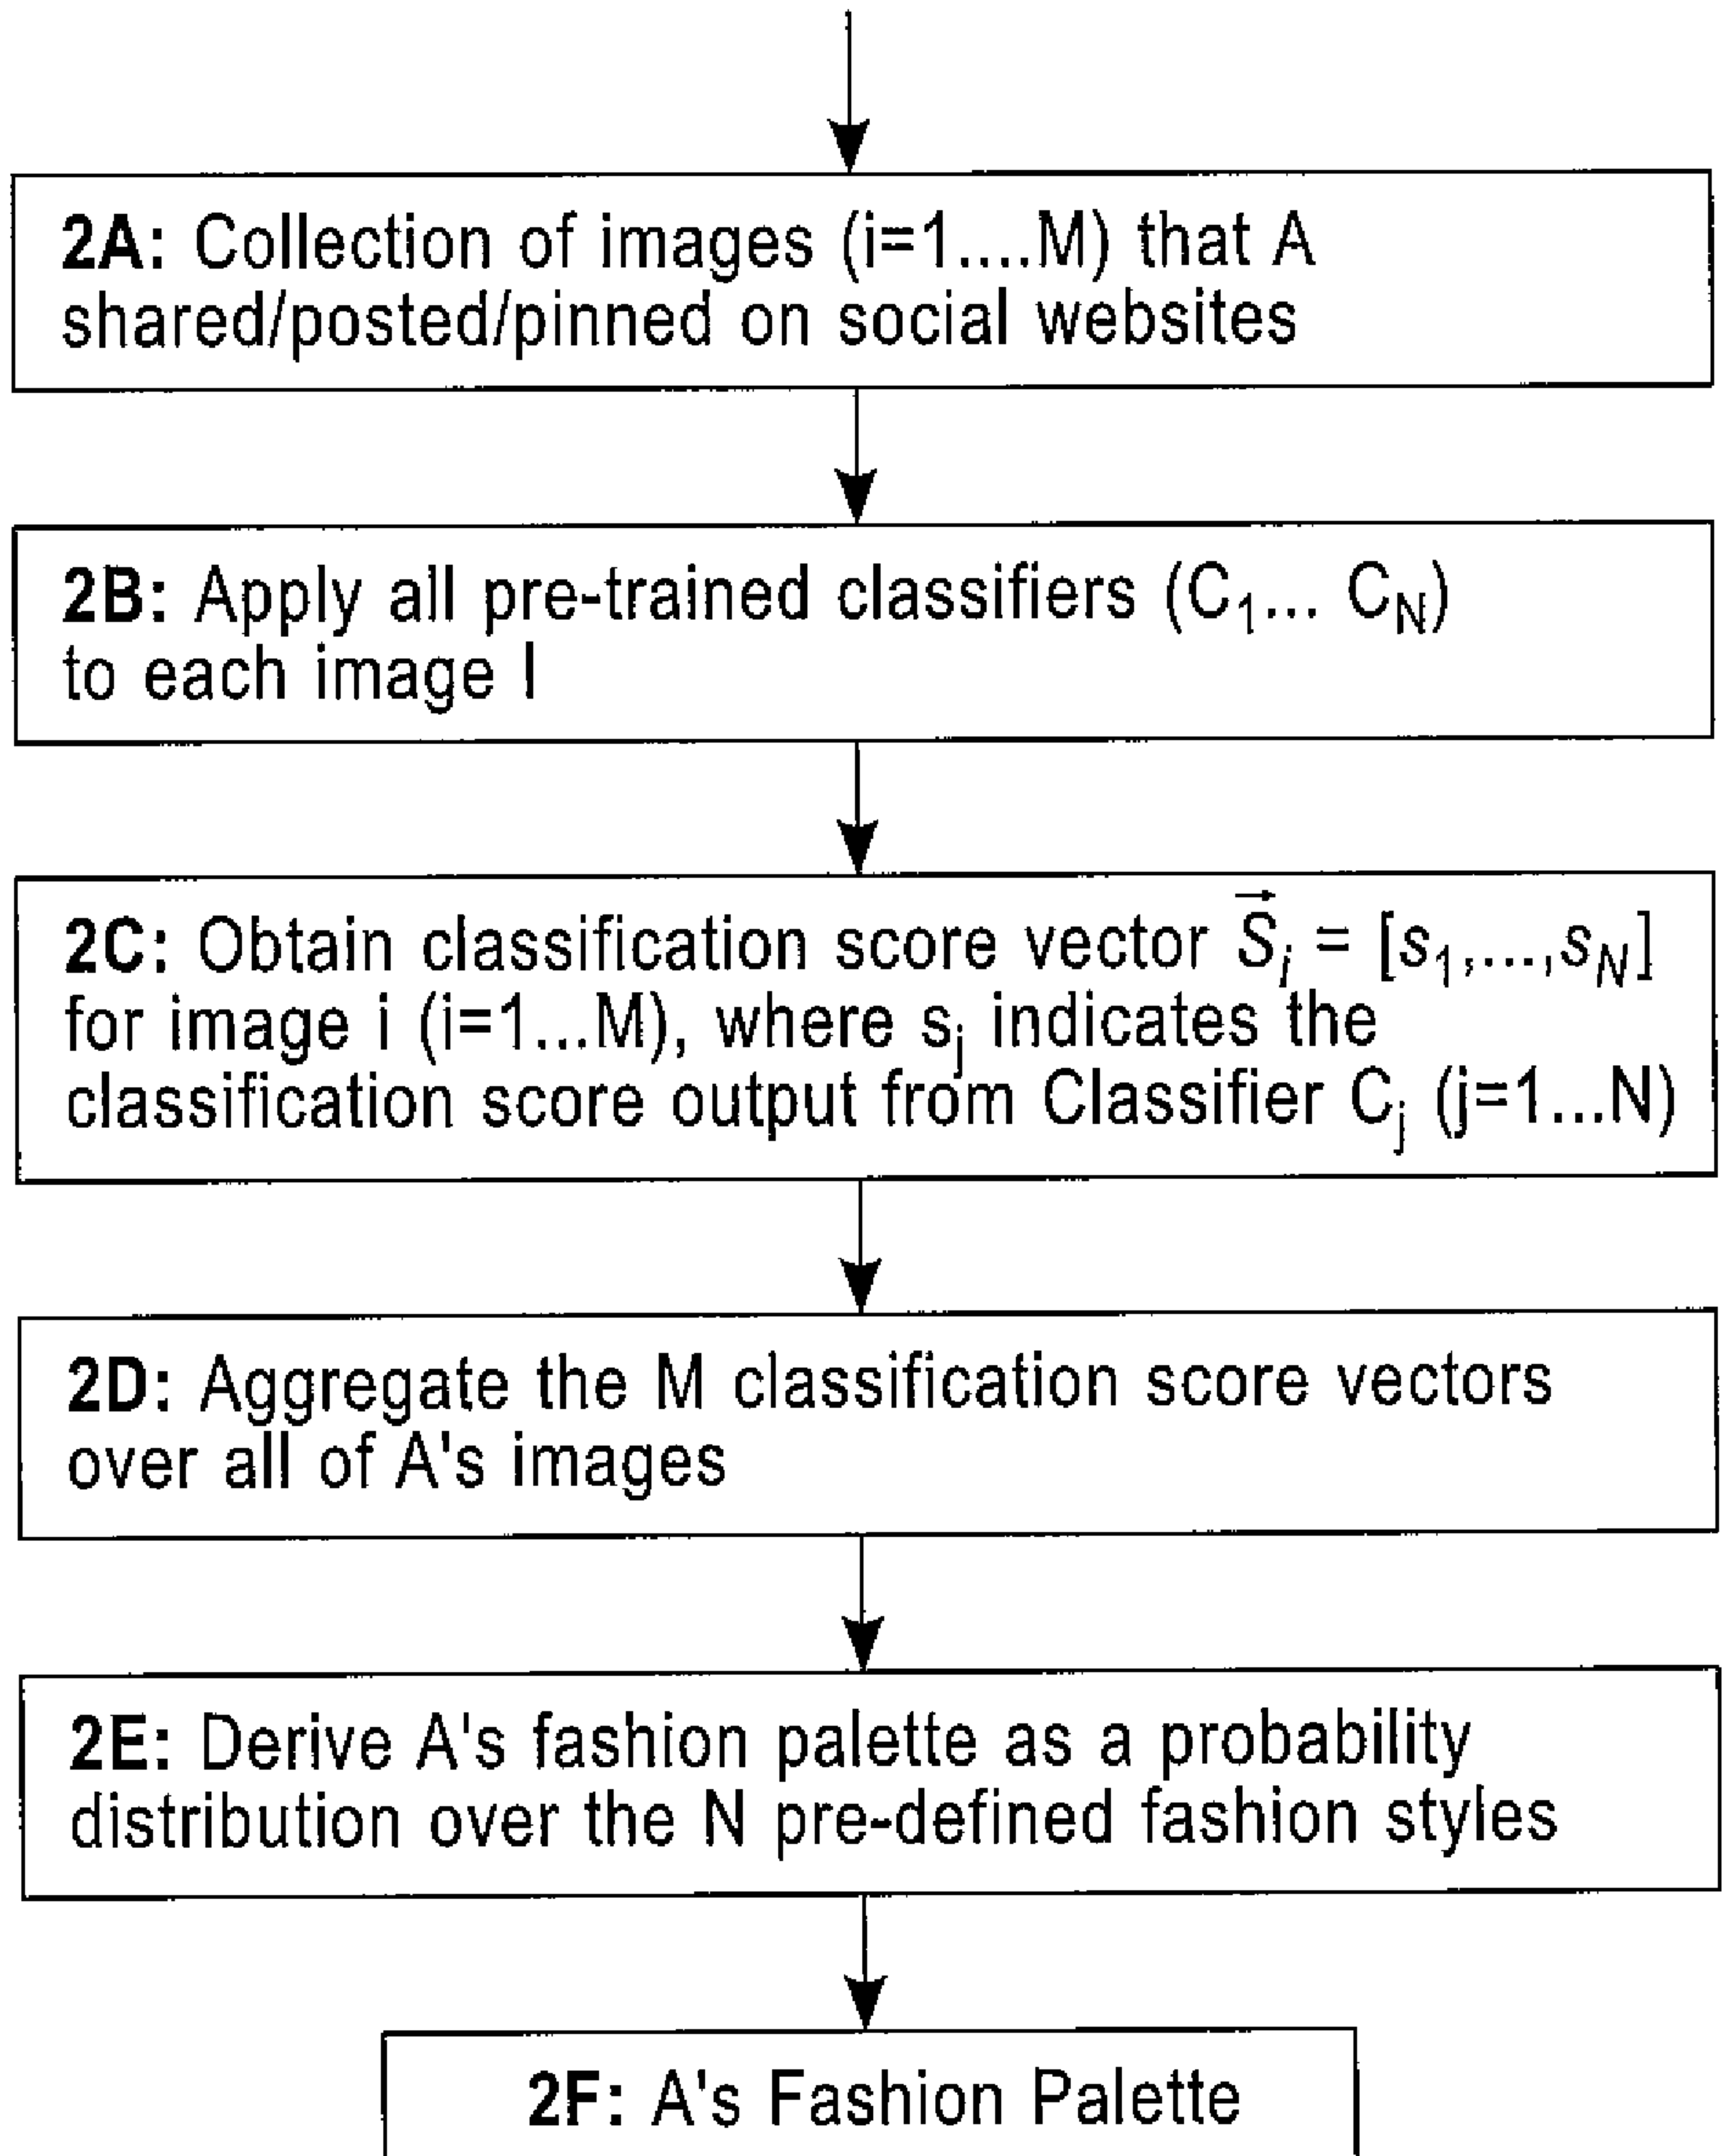 2A: Collection of images (i=1....M) that A
shared/posted/pinned on social websites
2B: Apply all pre-trained classifiers (C₁... C_N)
to each image I
2C: Obtain classification score vector S⃗ᵢ = [s₁,...,s_N]
for image i (i=1...M), where sⱼ indicates the
classification score output from Classifier Cⱼ (j=1...N)
2D: Aggregate the M classification score vectors
over all of A's images
2E: Derive A's fashion palette as a probability
distribution over the N pre-defined fashion styles
2F: A's Fashion Palette